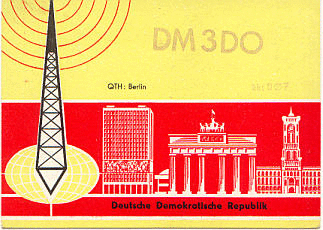 DM3DO
QTH: Berlin
Deutsche Demokratische Republik